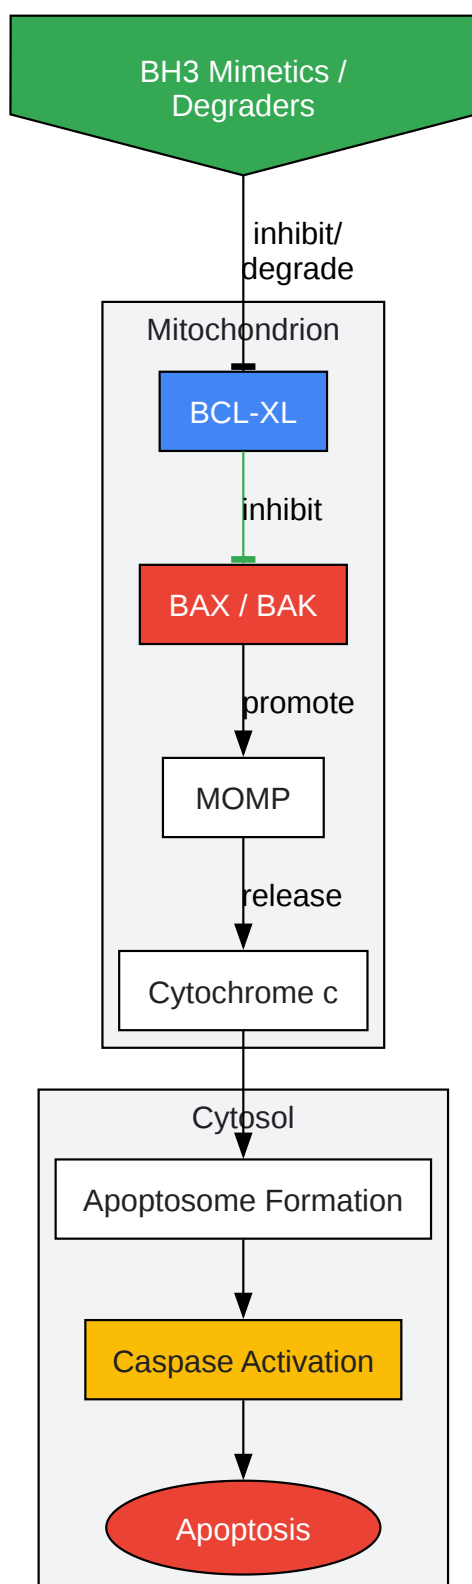 BH3 Mimetics /
Degraders
inhibit/
degrade
Mitochondrion
BCL-XL
inhibit
BAX / BAK
promote
MOMP
release
Cytochrome c
Cytosol
Apoptosome Formation
Caspase Activation
Apoptosis